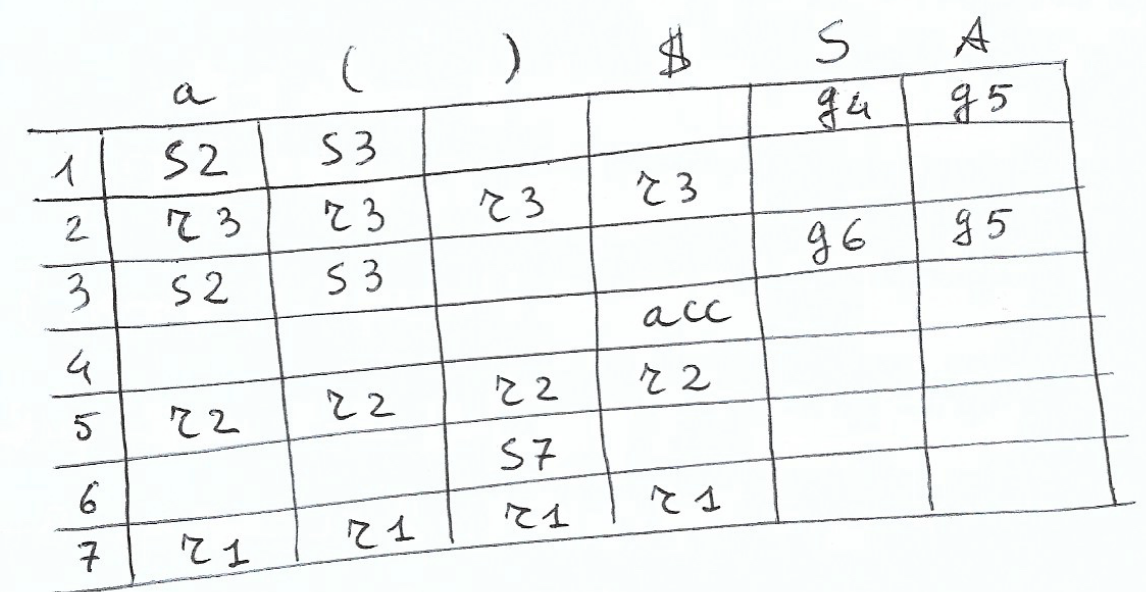 a ( ) $ S A
1 s2 s3 g4 g5
2 r3 r3 r3 r3
3 s2 s3 g6 g5
4 acc
5 r2 r2 r2 r2
6 s7
7 r1 r1 r1 r1